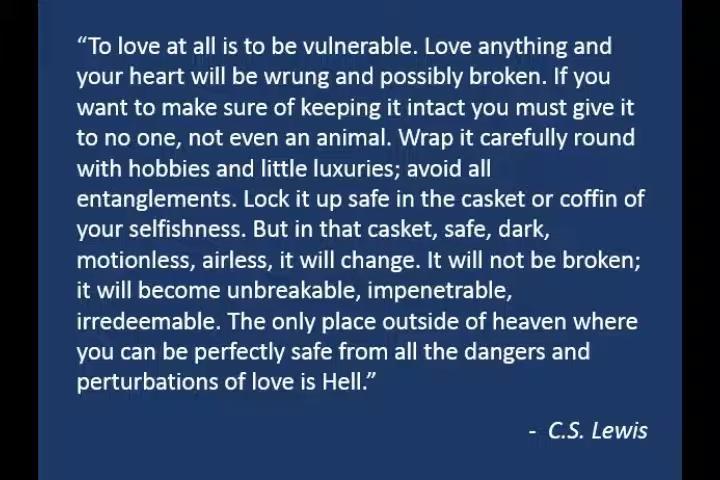 “To love at all is to be vulnerable. Love anything and
your heart will be wrung and possibly broken. If you
want to make sure of keeping it intact you must give it
to no one, not even an animal. Wrap it carefully round
with hobbies and little luxuries; avoid all
entanglements. Lock it up safe in the casket or coffin of
your selfishness. But in that casket, safe, dark,
motionless, airless, it will change. It will not be broken;
it will become unbreakable, impenetrable,
irredeemable. The only place outside of heaven where
you can be perfectly safe from all the dangers and
perturbations of love is Hell.”
- C.S. Lewis